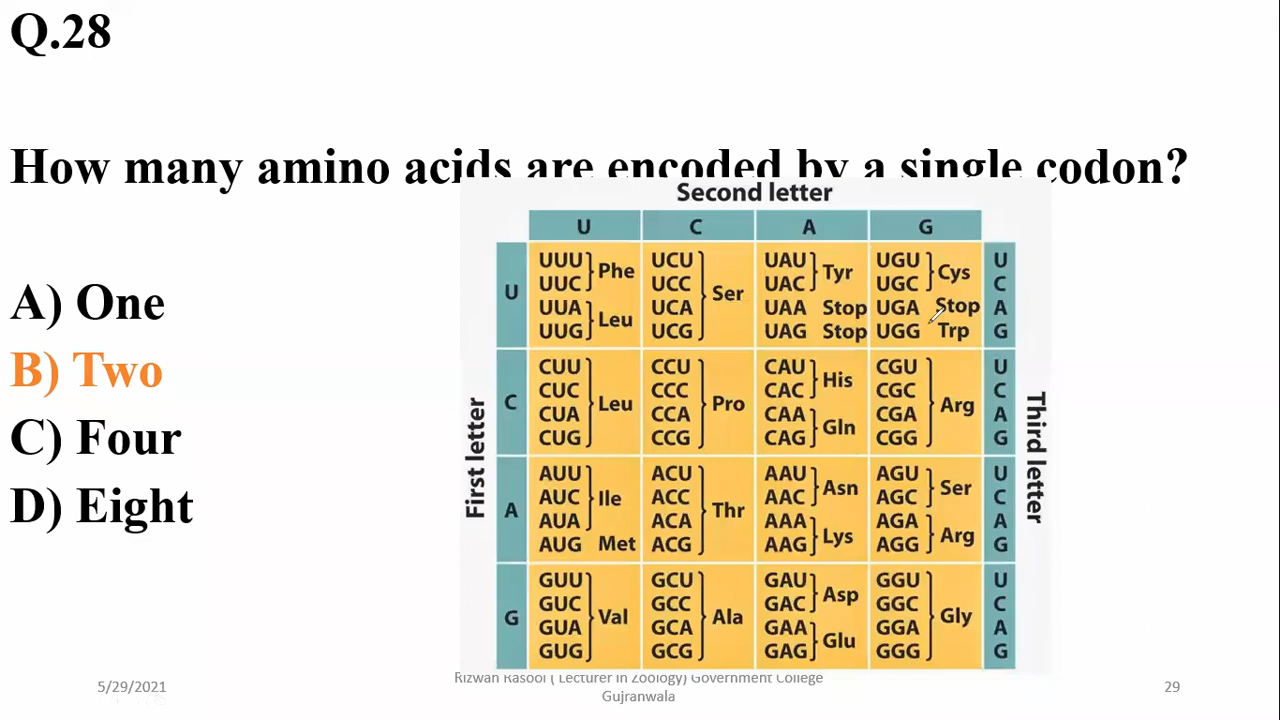 Q.28
How many amino acids are encoded by a single codon?
A) One
B) Two
C) Four
D) Eight
Second letter
U C A G
First letter
Third letter
U
UUU UUC Phe
UUA UUG Leu
UCU UCC UCA UCG Ser
UAU UAC Tyr
UAA Stop
UAG Stop
UGU UGC Cys
UGA Stop
UGG Trp
U C A G
C
CUU CUC CUA CUG Leu
CCU CCC CCA CCG Pro
CAU CAC His
CAA CAG Gln
CGU CGC CGA CGG Arg
U C A G
A
AUU AUC AUA Ile
AUG Met
ACU ACC ACA ACG Thr
AAU AAC Asn
AAA AAG Lys
AGU AGC Ser
AGA AGG Arg
U C A G
G
GUU GUC GUA GUG Val
GCU GCC GCA GCG Ala
GAU GAC Asp
GAA GAG Glu
GGU GGC GGA GGG Gly
U C A G
5/29/2021
Rizwan Rasool ( Lecturer in Zoology) Government College
Gujranwala
29